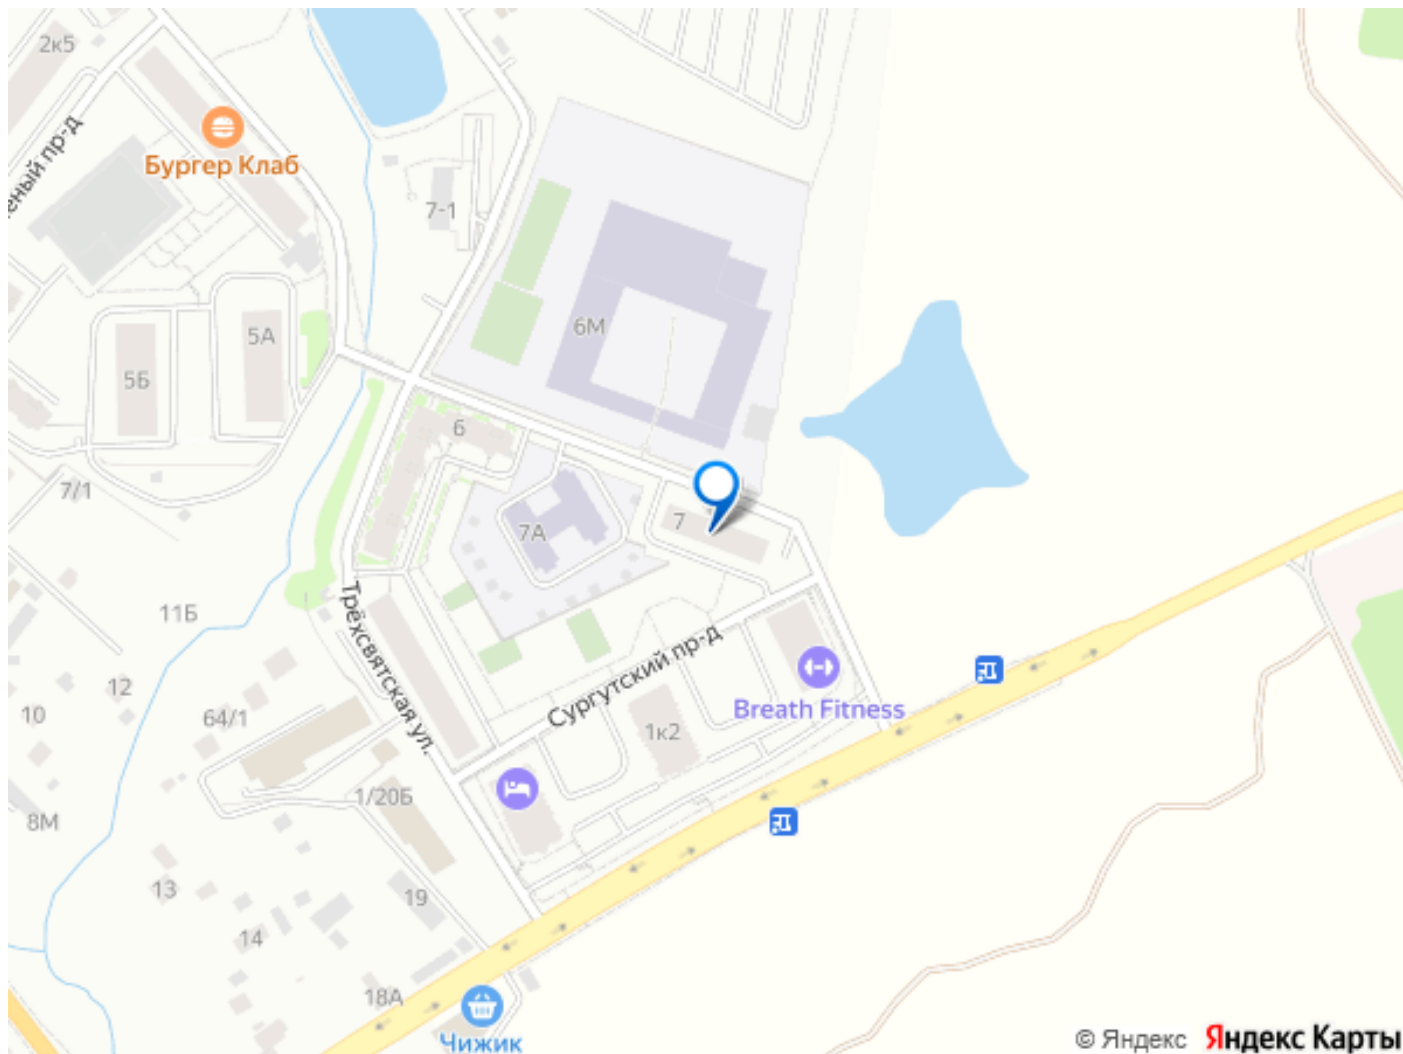 2к5
еный пр-д
Бургер Клаб
7-1
6М
5А
5Б
6
7/1
7А
7
11Б
Трёхсвятская ул.
12
10
64/1
Сургутский пр-д
Breath Fitness
1к2
1/20Б
8М
13
19
14
18А
Чижик
© Яндекс Яндекс Карты